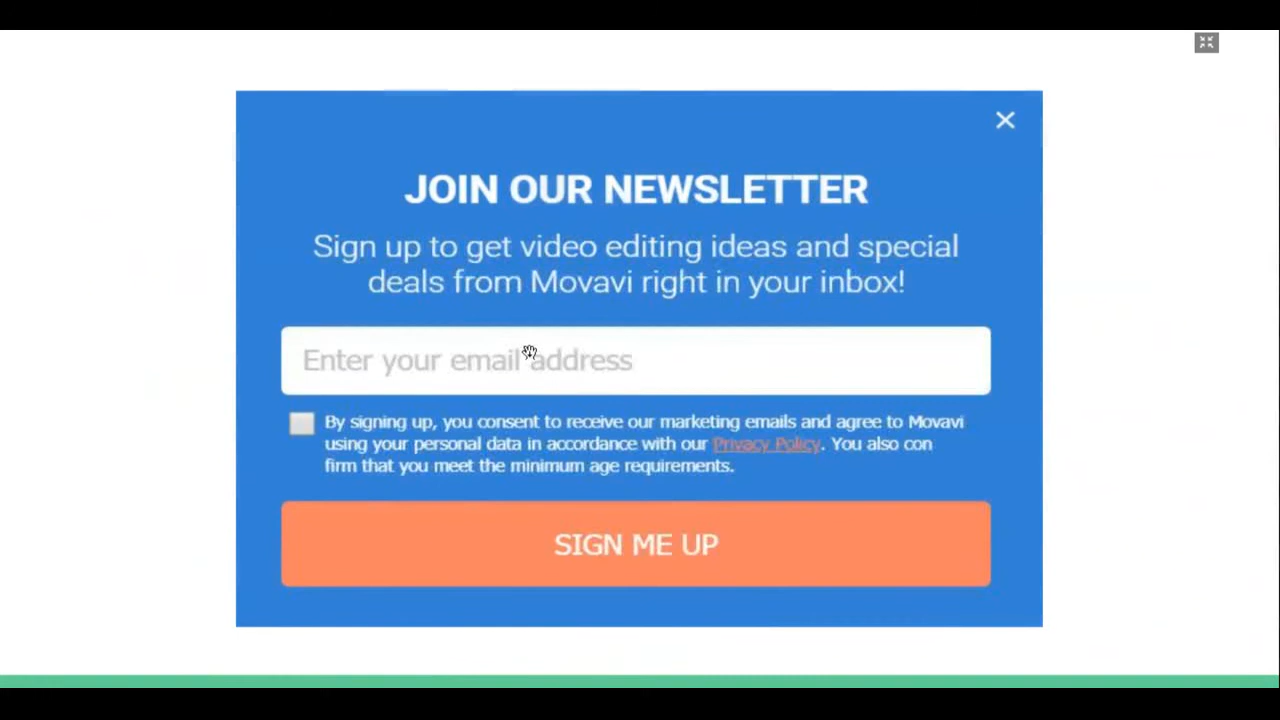 JOIN OUR NEWSLETTER
Sign up to get video editing ideas and special
deals from Movavi right in your inbox!
Enter your email address
By signing up, you consent to receive our marketing emails and agree to Movavi
using your personal data in accordance with our Privacy Policy. You also con
firm that you meet the minimum age requirements.
SIGN ME UP